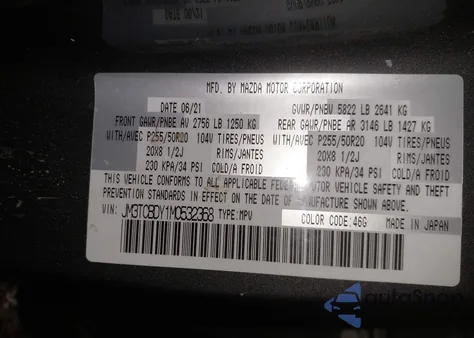 MFD. BY MAZDA MOTOR CORPORATION
DATE 06/21 GVWR/PNBV 5822 LB 2641 KG
FRONT GAWR/PNBE AV 2756 LB 1250 KG REAR GAWR/PNBE AR 3146 LB 1427 KG
WITH/AVEC P255/50R20 104V TIRES/PNEUS WITH/AVEC P255/50R20 104V TIRES/PNEUS
20X8 1/2J RIMS/JANTES 20X8 1/2J RIMS/JANTES
230 KPA/34 PSI COLD/A FROID 230 KPA/34 PSI COLD/A FROID
THIS VEHICLE CONFORMS TO ALL APPLICABLE FEDERAL MOTOR VEHICLE SAFETY AND THEFT
PREVENTION STANDARDS IN EFFECT ON THE DATE OF MANUFACTURE SHOWN ABOVE.
VIN: JM3TCBDY1M0532368 TYPE:MPV COLOR CODE:46G MADE IN JAPAN
autoSnap